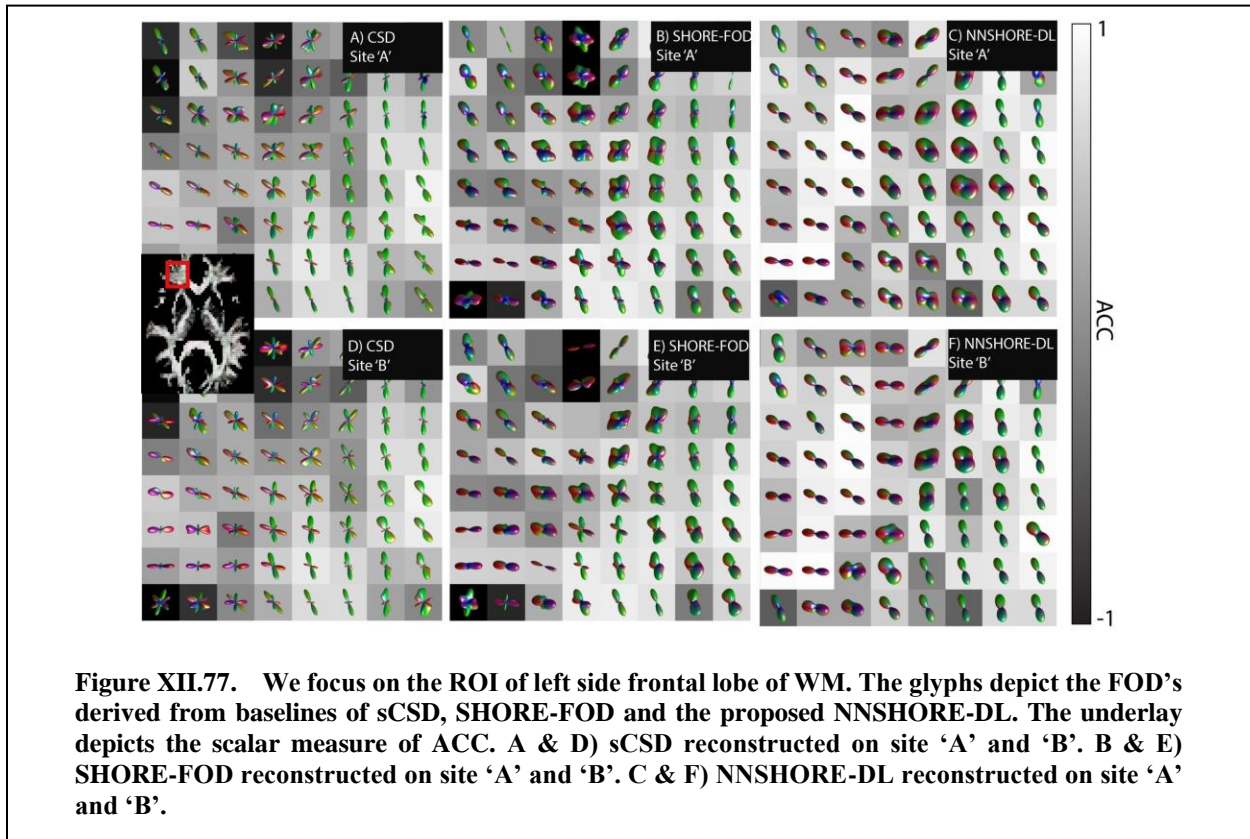 A) CSD
Site 'A'
B) SHORE-FOD
Site 'A'
C) NNSHORE-DL
Site 'A'
1
ACC
D) CSD
Site 'B'
E) SHORE-FOD
Site 'B'
F) NNSHORE-DL
Site 'B'
-1
Figure XII.77. We focus on the ROI of left side frontal lobe of WM. The glyphs depict the FOD's
derived from baselines of sCSD, SHORE-FOD and the proposed NNSHORE-DL. The underlay
depicts the scalar measure of ACC. A & D) sCSD reconstructed on site ‘A’ and ‘B’. B & E)
SHORE-FOD reconstructed on site ‘A’ and ‘B’. C & F) NNSHORE-DL reconstructed on site ‘A’
and ‘B’.